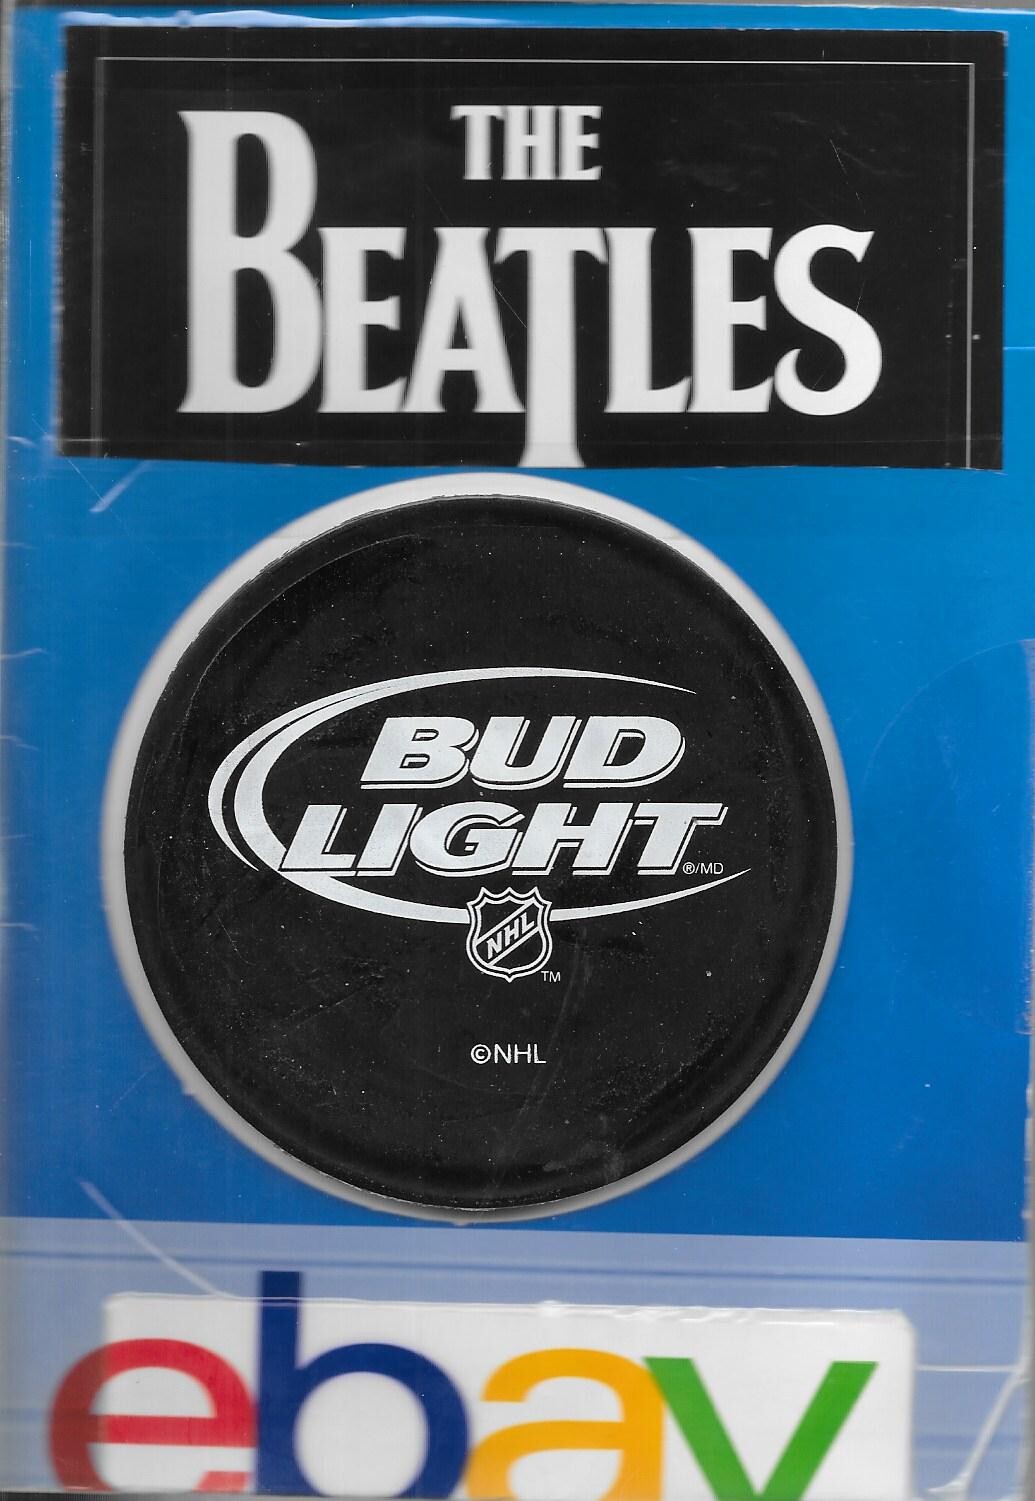 THE
BEATLES
BUD
LIGHT
®/MD
NHL
TM
©NHL
ebay